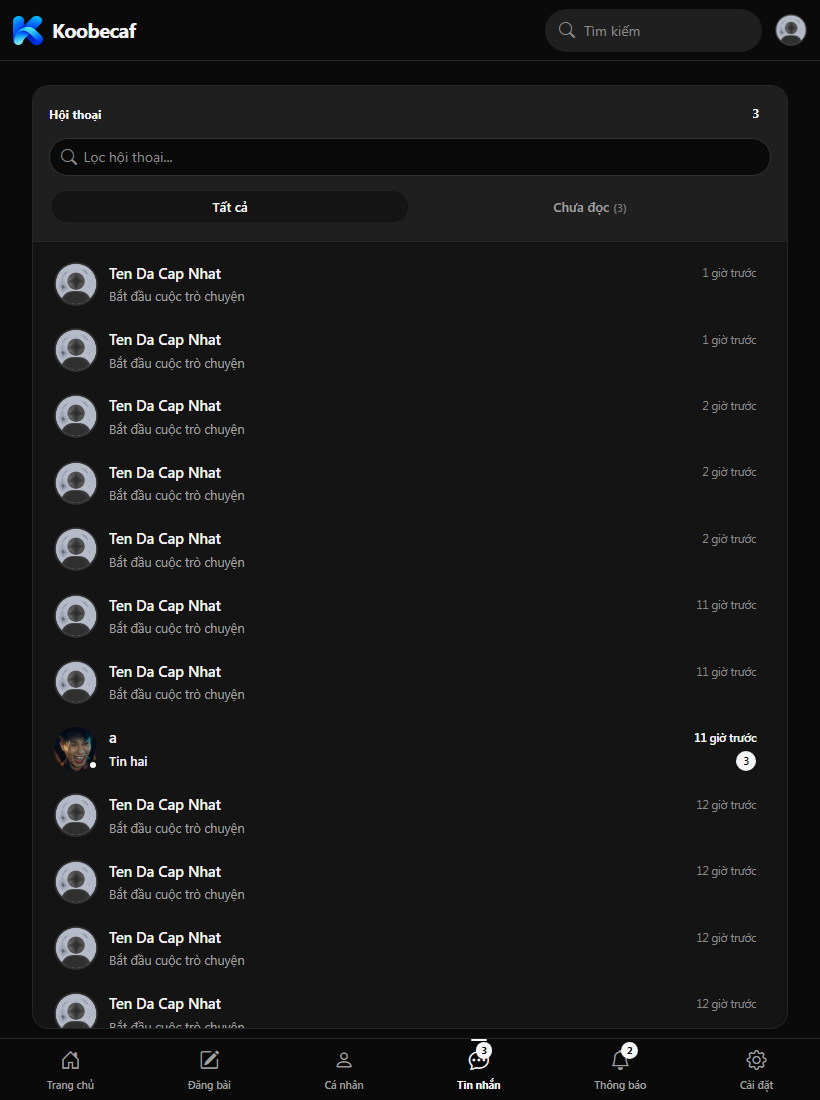 Koobecaf
Tìm kiếm
Hội thoại 3
Lọc hội thoại...
Tất cả Chưa đọc (3)
Ten Da Cap Nhat 1 giờ trước
Bắt đầu cuộc trò chuyện
Ten Da Cap Nhat 1 giờ trước
Bắt đầu cuộc trò chuyện
Ten Da Cap Nhat 2 giờ trước
Bắt đầu cuộc trò chuyện
Ten Da Cap Nhat 2 giờ trước
Bắt đầu cuộc trò chuyện
Ten Da Cap Nhat 2 giờ trước
Bắt đầu cuộc trò chuyện
Ten Da Cap Nhat 11 giờ trước
Bắt đầu cuộc trò chuyện
Ten Da Cap Nhat 11 giờ trước
Bắt đầu cuộc trò chuyện
a 11 giờ trước
Tin hai 3
Ten Da Cap Nhat 12 giờ trước
Bắt đầu cuộc trò chuyện
Ten Da Cap Nhat 12 giờ trước
Bắt đầu cuộc trò chuyện
Ten Da Cap Nhat 12 giờ trước
Bắt đầu cuộc trò chuyện
Ten Da Cap Nhat 12 giờ trước
Bắt đầu cuộc trò chuyện
3 2
Trang chủ Đăng bài Cá nhân Tin nhắn Thông báo Cài đặt